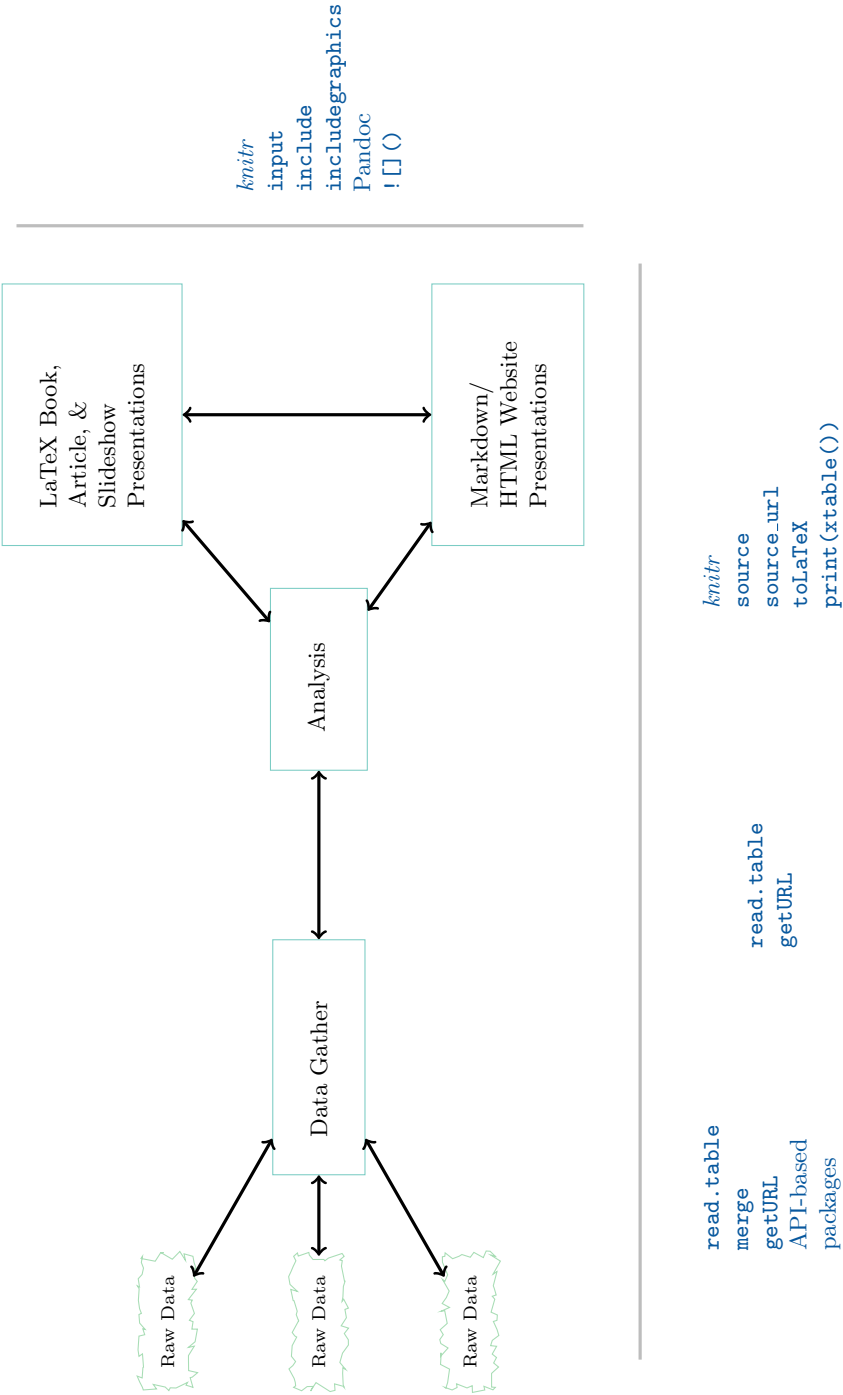 Raw Data
Raw Data
Raw Data
Data Gather
Analysis
LaTeX Book,
Article, &
Slideshow
Presentations
Markdown/
HTML Website
Presentations
knitr
input
include
includegraphics
Pandoc
![]()
read.table
merge
getURL
API-based
packages
read.table
getURL
knitr
source
source_url
toLaTeX
print(xtable())